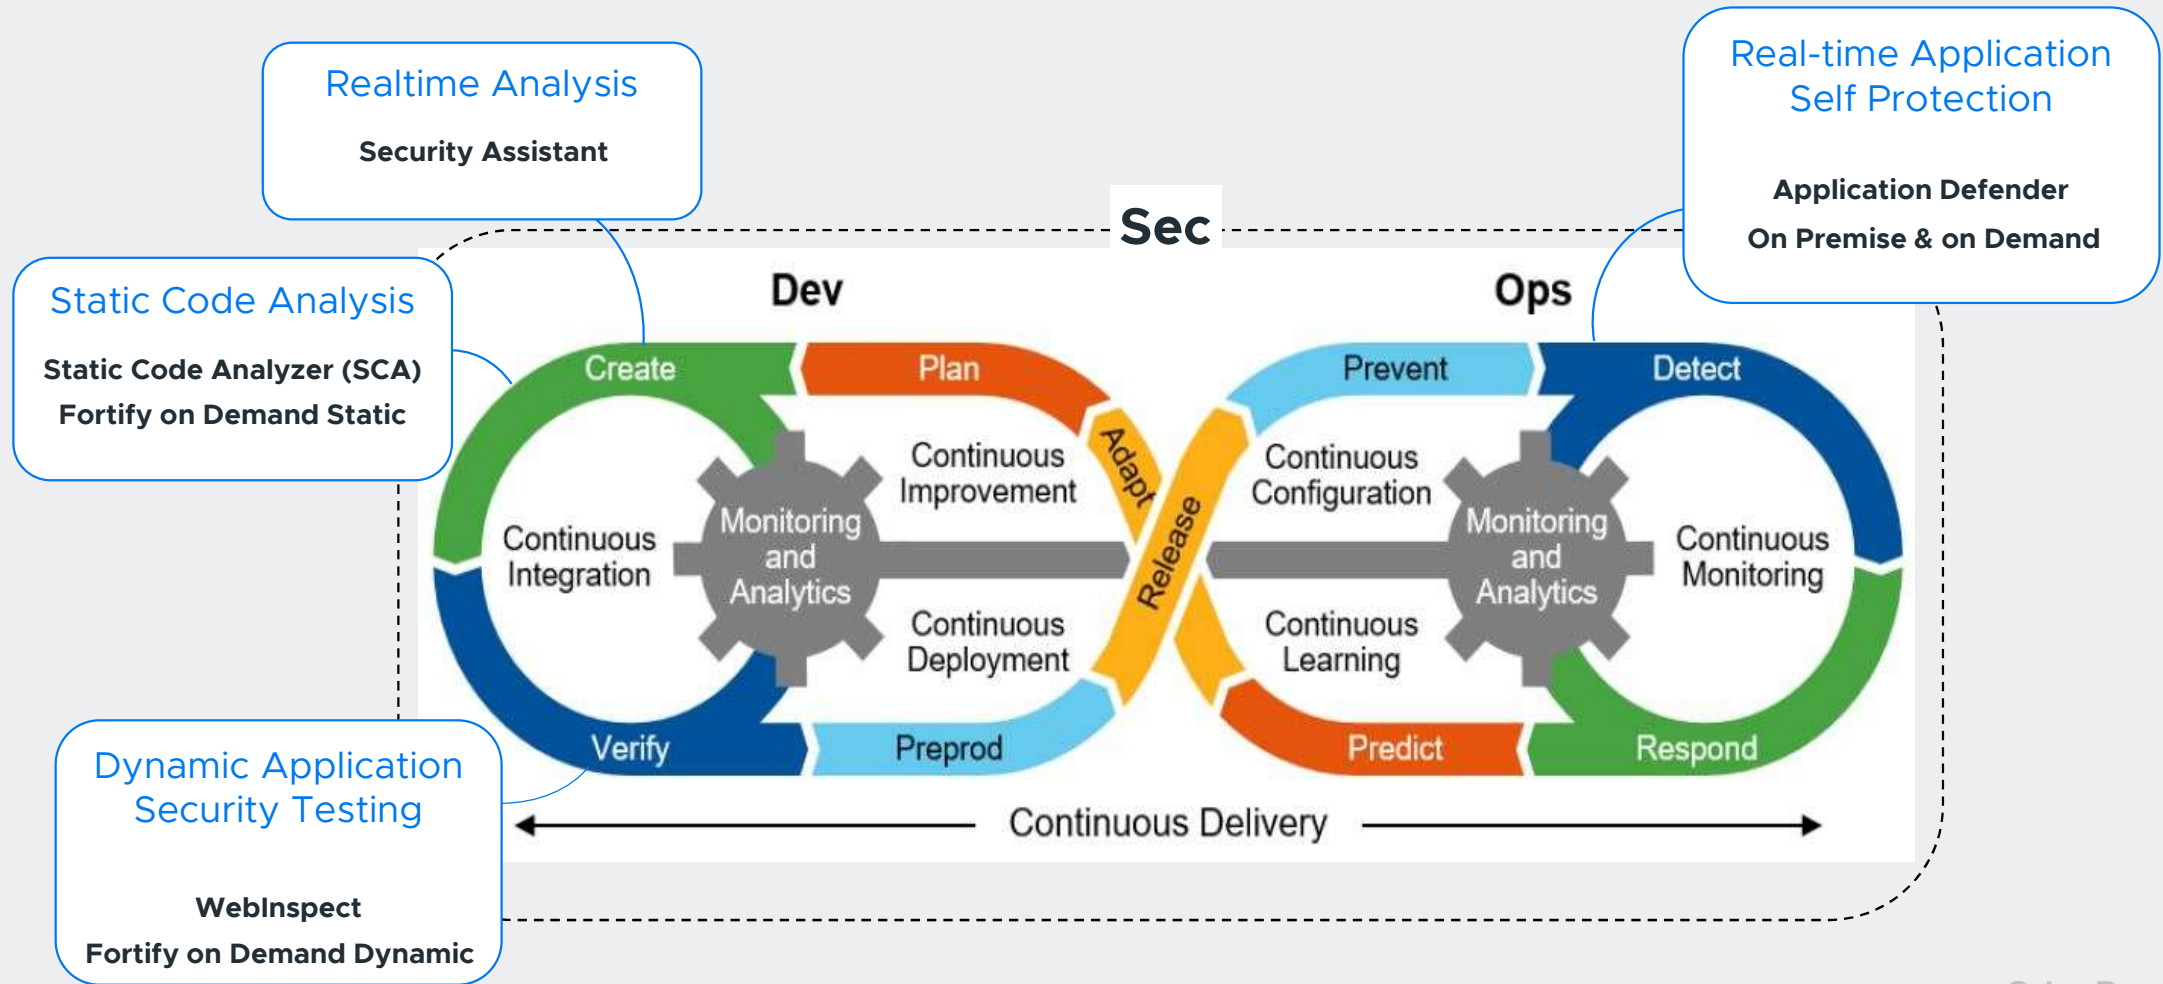 Realtime Analysis
Security Assistant
Real-time Application
Self Protection
Application Defender
On Premise & on Demand
Sec
Static Code Analysis
Static Code Analyzer (SCA)
Fortify on Demand Static
Dev
Ops
Create
Plan
Adapt
Release
Prevent
Detect
Continuous
Improvement
Continuous
Configuration
Continuous
Integration
Monitoring
and
Analytics
Monitoring
and
Analytics
Continuous
Monitoring
Continuous
Deployment
Continuous
Learning
Verify
Preprod
Predict
Respond
Continuous Delivery
Dynamic Application
Security Testing
WebInspect
Fortify on Demand Dynamic